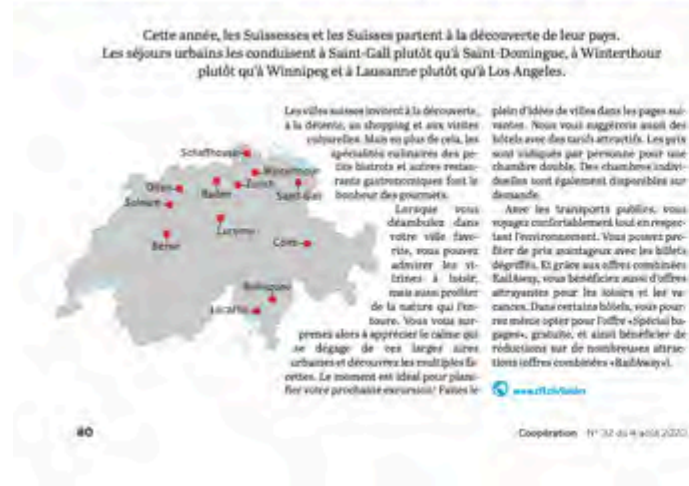 Cette année, les Suissesses et les Suisses partent à la découverte de leur pays.
Les séjours urbains les conduisent à Saint-Gall plutôt qu'à Saint-Domingue, à Winterthour
plutôt qu'à Winnipeg et à Lausanne plutôt qu'à Los Angeles.
Schaffhouse
Winterthour
Zurich
Baden
Saint-Gall
Olten
Soleure
Lucerne
Berne
Coire
Bellinzone
Locarno
Les villes suisses invitent à la découverte,
à la détente, au shopping et aux visites
culturelles. Mais en plus de cela, les
spécialités culinaires des pe-
tits bistrots et autres restau-
rants gastronomiques font le
bonheur des gourmets.
Lorsque vous
déambulez dans
votre ville favo-
rite, vous pouvez
admirer les vi-
trines à loisir,
mais aussi profiter
de la nature qui l'en-
toure. Vous vous sur-
prenez alors à apprécier le calme qui
se dégage de ces larges aires
urbaines et découvrez les multiples fa-
cettes. Le moment est idéal pour plani-
fier votre prochaine excursion! Faites le
plein d'idées de villes dans les pages sui-
vantes. Nous vous suggérons aussi des
hôtels avec des tarifs attractifs. Les prix
sont indiqués par personne pour une
chambre double. Des chambres indivi-
duelles sont également disponibles sur
demande.
Avec les transports publics, vous
voyagez confortablement tout en respec-
tant l'environnement. Vous pouvez pro-
fiter de prix avantageux avec les billets
dégriffés. Et grâce aux offres combinées
RailAway, vous bénéficiez aussi d'offres
attrayantes pour les loisirs et les va-
cances. Dans certains hôtels, vous pour-
rez même opter pour l'offre «Spécial ba-
gages», gratuite, et ainsi bénéficier de
réductions sur de nombreuses attrac-
tions (offres combinées «RailAway»).
80
Coopération N° 32 du 4 août 2020